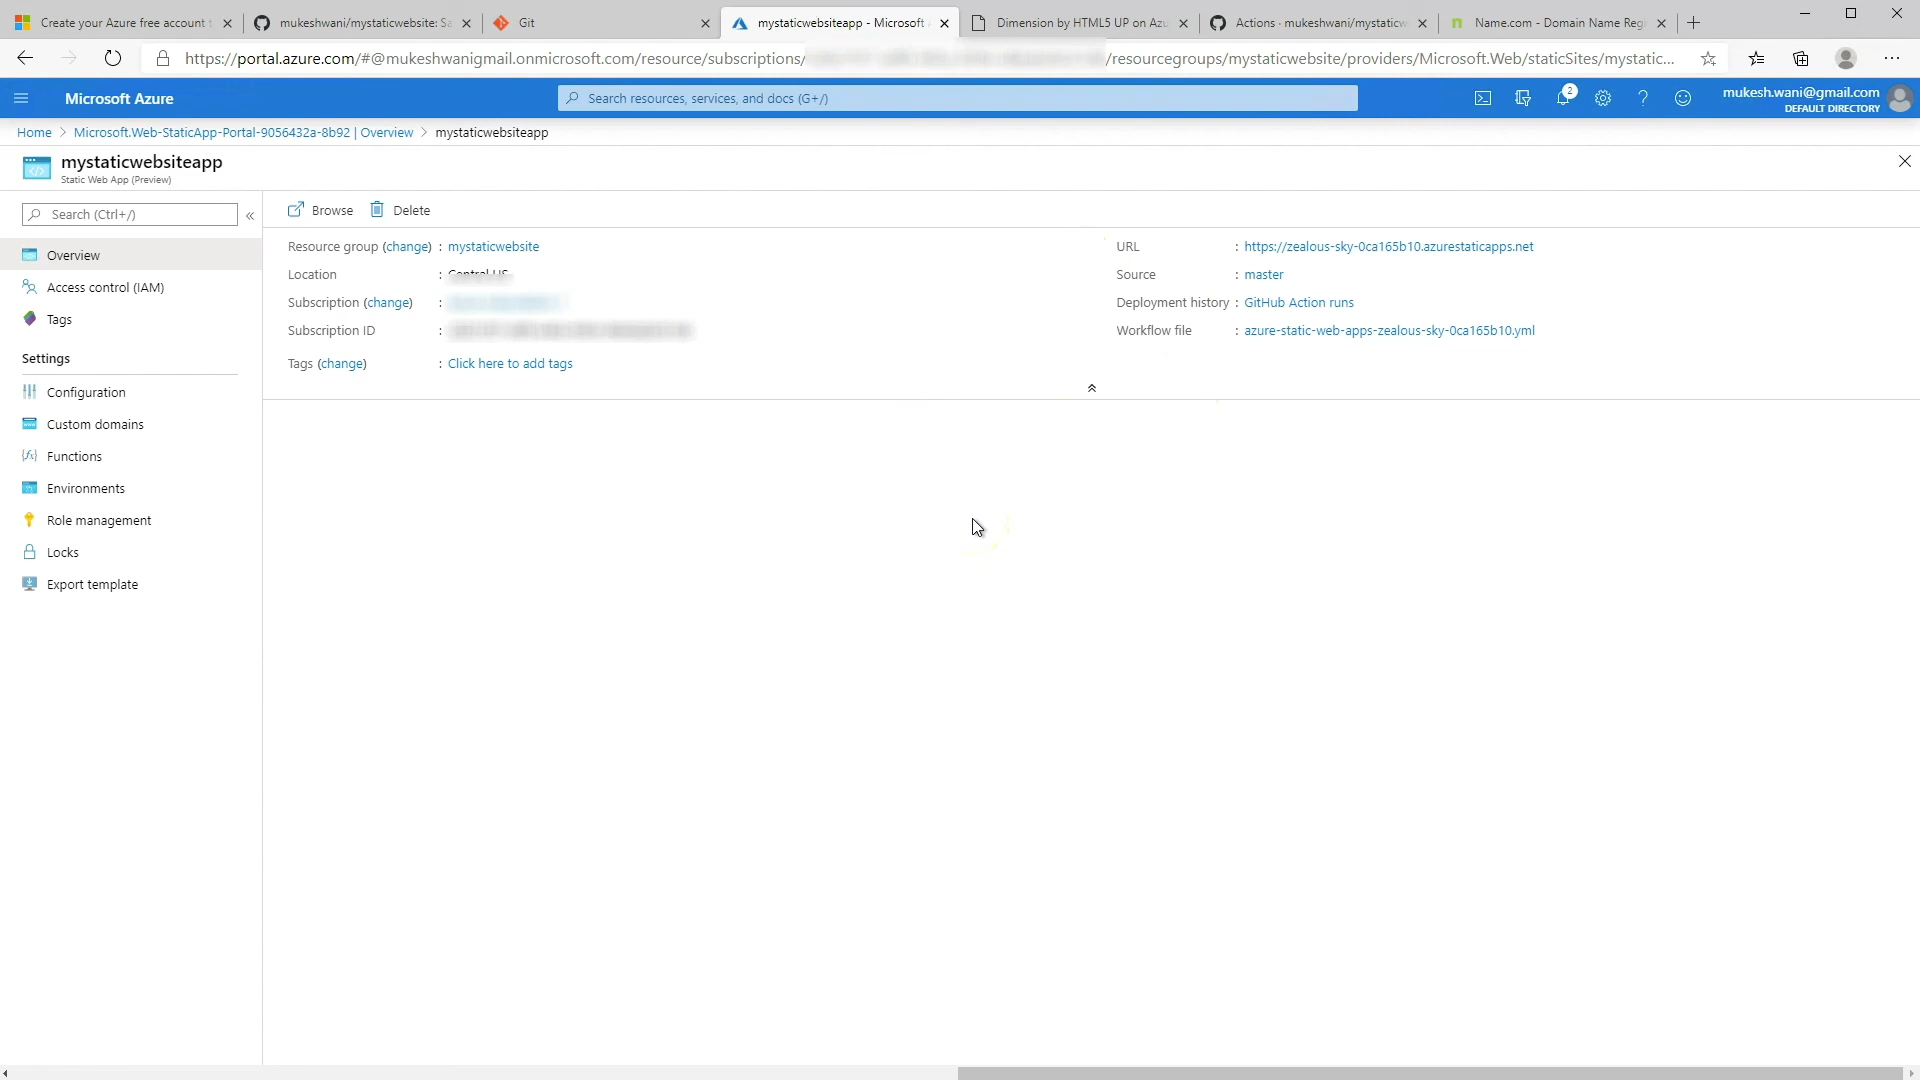 Create your Azure free account t
mukeshwani/mystaticwebsite: Sa
Git
mystaticwebsiteapp - Microsoft
Dimension by HTML5 UP on Azu
Actions · mukeshwani/mystaticw
Name.com - Domain Name Regi
https://portal.azure.com/#@mukeshwanigmail.onmicrosoft.com/resource/subscriptions/
/resourcegroups/mystaticwebsite/providers/Microsoft.Web/staticSites/mystatic...
Microsoft Azure
Search resources, services, and docs (G+/)
2
mukesh.wani@gmail.com
DEFAULT DIRECTORY
Home > Microsoft.Web-StaticApp-Portal-9056432a-8b92 | Overview > mystaticwebsiteapp
mystaticwebsiteapp
Static Web App (Preview)
Search (Ctrl+/)
Overview
Access control (IAM)
Tags
Settings
Configuration
Custom domains
Functions
Environments
Role management
Locks
Export template
Browse
Delete
Resource group (change) : mystaticwebsite
Location : Central US
Subscription (change) :
Subscription ID :
Tags (change) : Click here to add tags
URL : https://zealous-sky-0ca165b10.azurestaticapps.net
Source : master
Deployment history : GitHub Action runs
Workflow file : azure-static-web-apps-zealous-sky-0ca165b10.yml